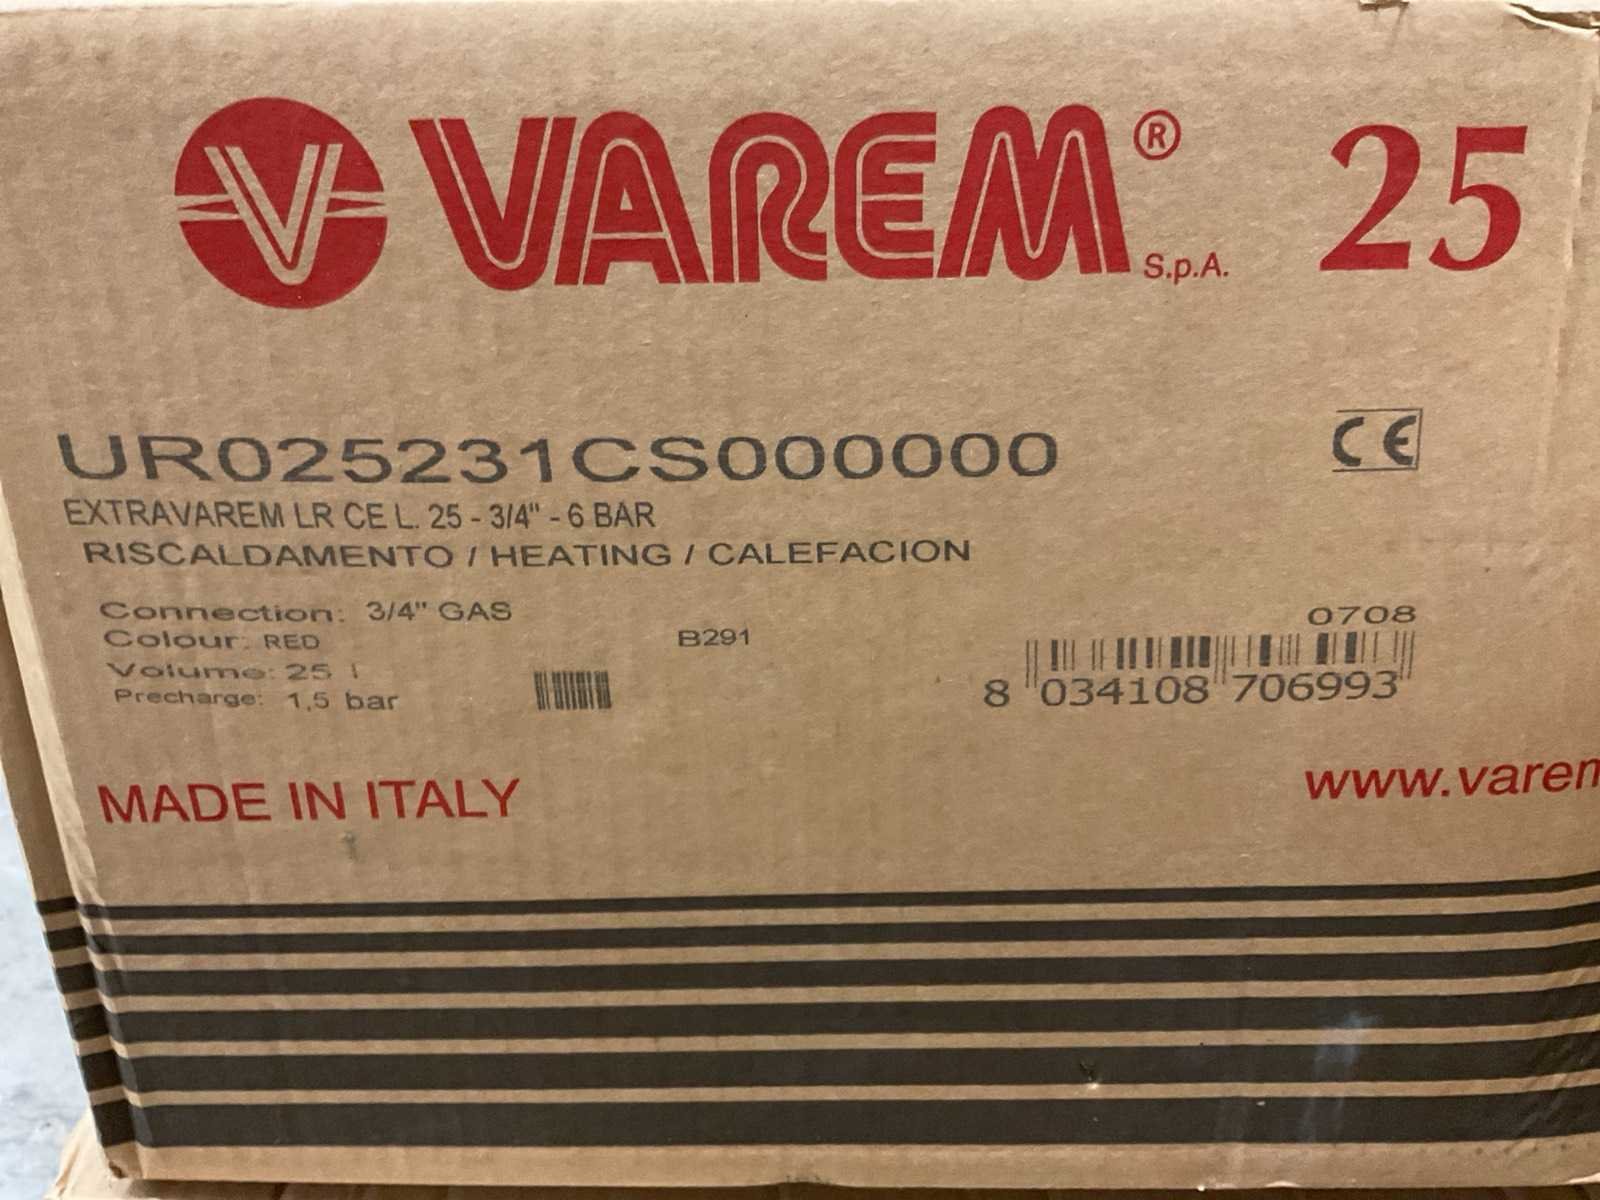 VAREM® S.p.A. 25
UR025231CS000000
CE
EXTRAVAREM LR CE L. 25 - 3/4" - 6 BAR
RISCALDAMENTO / HEATING / CALEFACION
Connection: 3/4" GAS
Colour: RED
Volume: 25 l
Precharge: 1,5 bar
B291
0708
8 034108 706993
MADE IN ITALY
www.varem